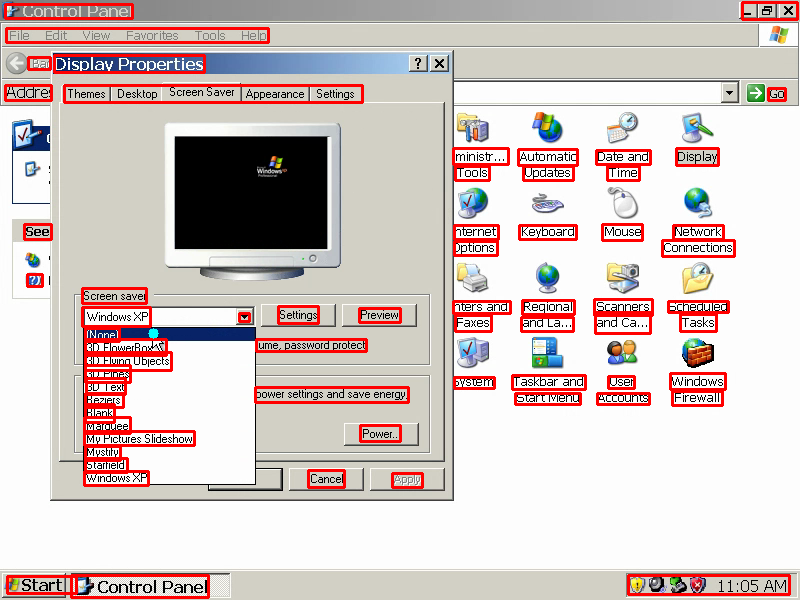 Control Panel
File Edit View Favorites Tools Help
Display Properties
Addres Go
Themes Desktop Screen Saver Appearance Settings
Windows XP
Professional
ministr... Automatic Date and Display
Tools Updates Time
See
nternet Keyboard Mouse Network
Options Connections
Screen saver
Windows XP Settings Preview
nters and Regional Scanners Scheduled
Faxes and La... and Ca... Tasks
(None)
3D FlowerBox
ume, password protect
3D Flying Objects
3D Pipes
3D Text
ystem Taskbar and User Windows
Start Menu Accounts Firewall
Beziers
power settings and save energy,
Blank
Marquee
Power...
My Pictures Slideshow
Mystify
Starfield
Windows XP
Cancel Apply
Start Control Panel 11:05 AM